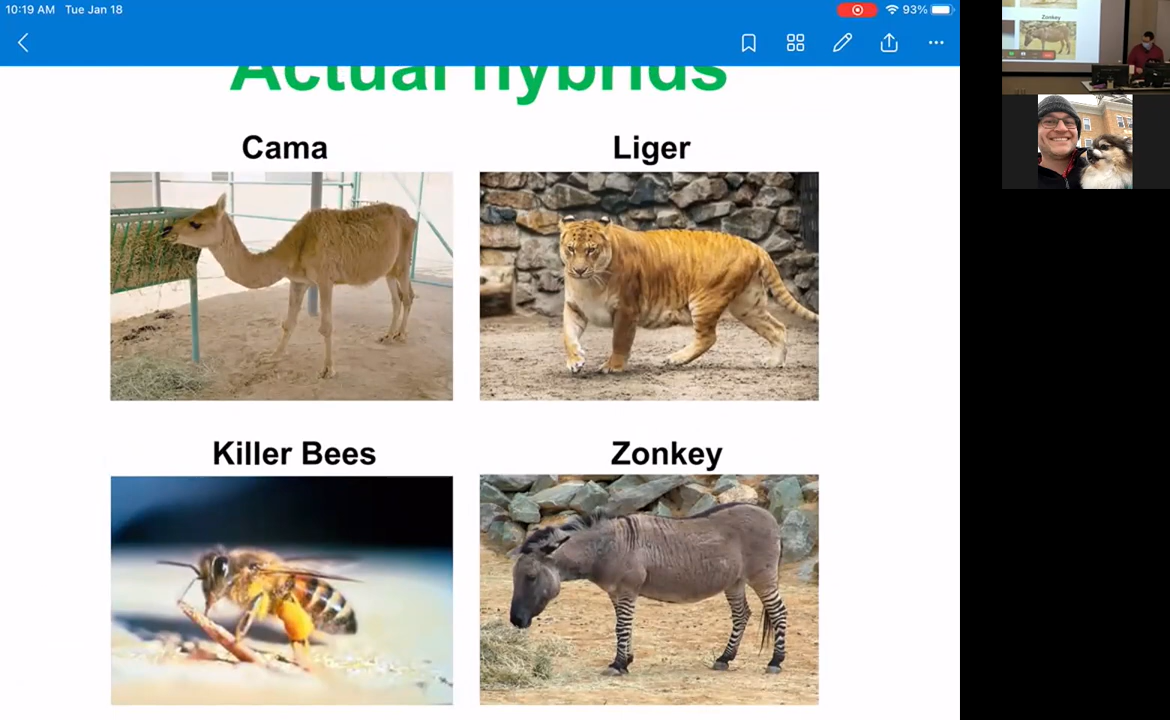 10:19 AM Tue Jan 18
93%
Actual hybrids
Cama
Liger
Killer Bees
Zonkey
Zonkey